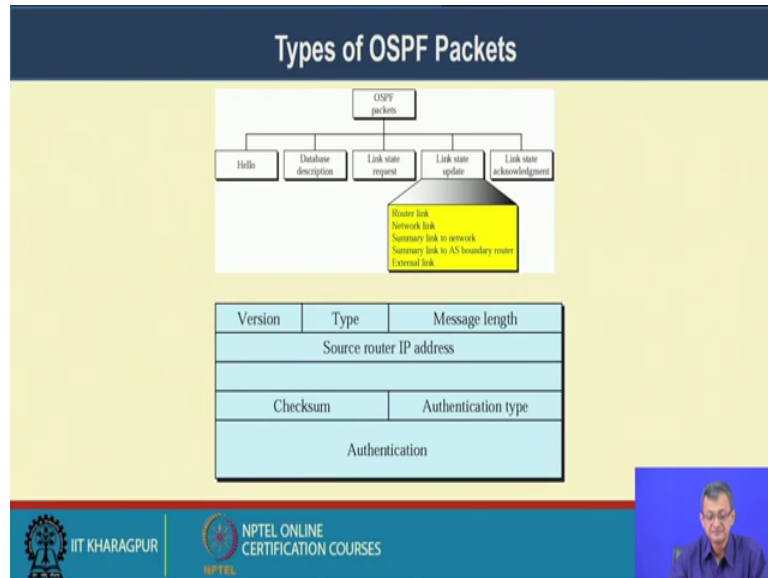 Types of OSPF Packets
OSPF
packets
Hello
Database
description
Link state
request
Link state
update
Link state
acknowledgment
Router link
Network link
Summary link to network
Summary link to AS boundary router
External link
Version
Type
Message length
Source router IP address
Checksum
Authentication type
Authentication
IIT KHARAGPUR
NPTEL
NPTEL ONLINE
CERTIFICATION COURSES